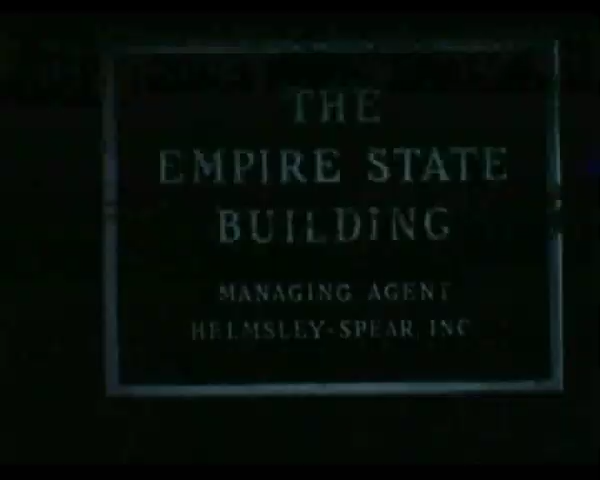 THE
EMPIRE STATE
BUILDING
MANAGING AGENT
HELMSLEY-SPEAR, INC